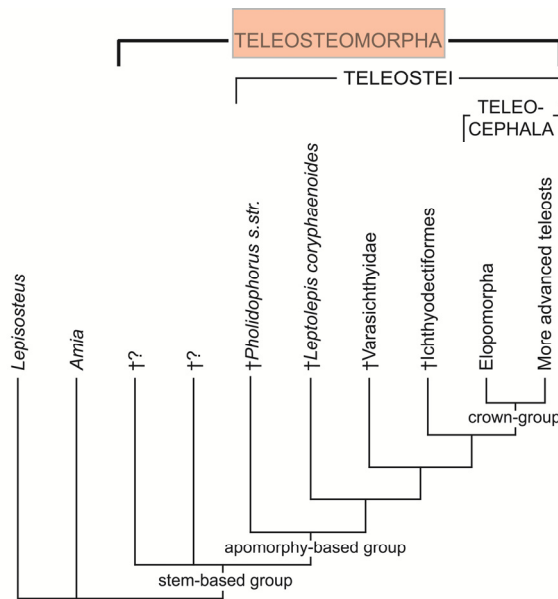 TELEOSTEOMORPHA
TELEOSTEI
TELEO-
CEPHALA
Lepisosteus
Amia
††?
††?
†Pholidophorus s.str.
†Leptolepis coryphaenoides
†Varasichthyidae
†Ichthyodectiformes
Elopomorpha
More advanced teleosts
crown-group
apomorphy-based group
stem-based group